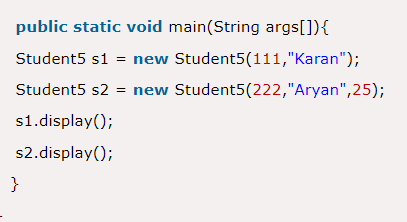 public static void main(String args[]){
Student5 s1 = new Student5(111,"Karan");
Student5 s2 = new Student5(222,"Aryan",25);
s1.display();
s2.display();
}